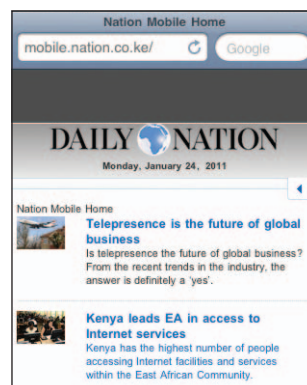 Nation Mobile Home
mobile.nation.co.ke/
Google
DAILY NATION
Monday, January 24, 2011
Nation Mobile Home
Telepresence is the future of global
business
Is telepresence the future of global business?
From the recent trends in the industry, the
answer is definitely a 'yes'.
Kenya leads EA in access to
Internet services
Kenya has the highest number of people
accessing Internet facilities and services
within the East African Community.